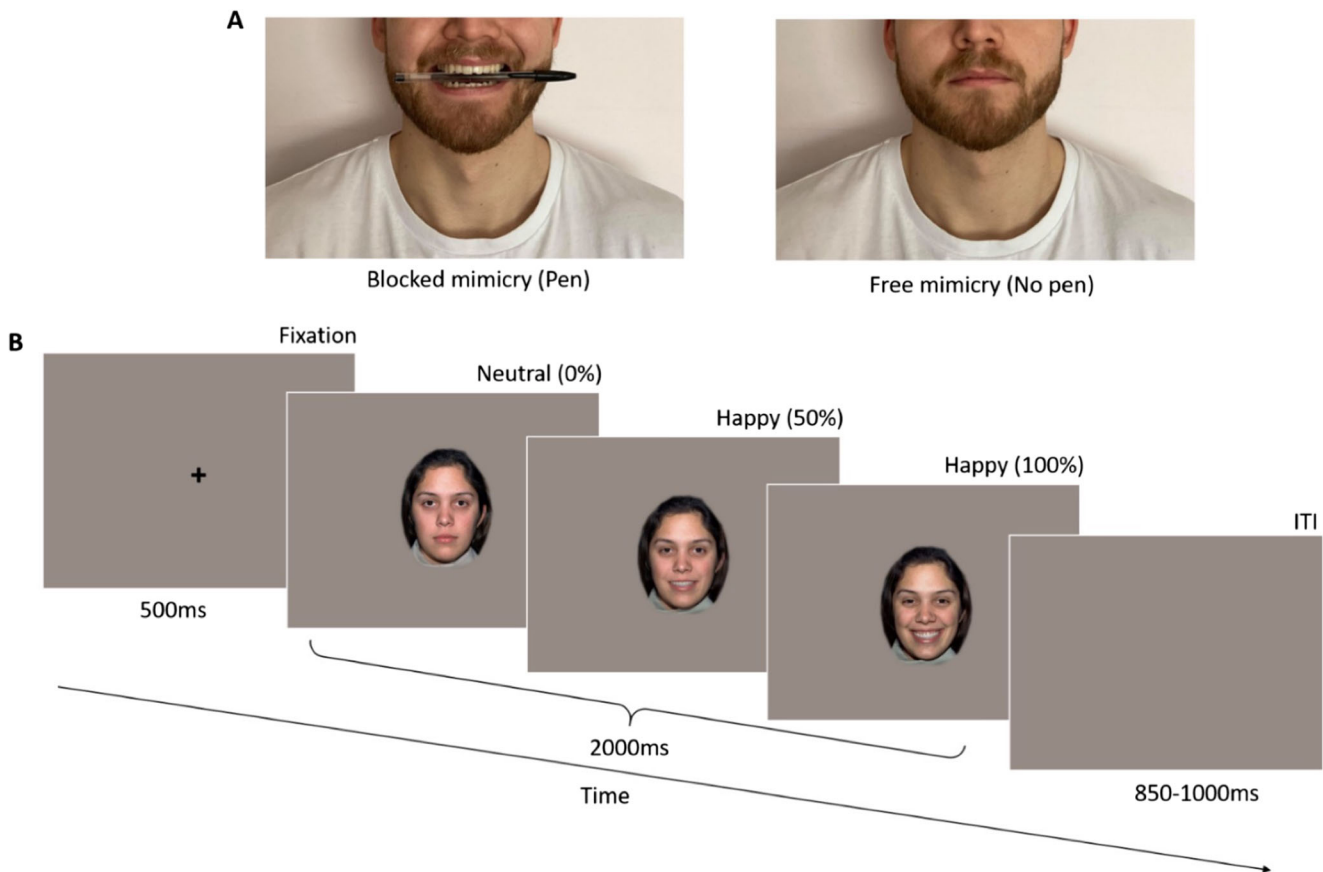 A
Blocked mimicry (Pen)
Free mimicry (No pen)
B
Fixation
Neutral (0%)
Happy (50%)
Happy (100%)
ITI
500ms
2000ms
Time
850-1000ms